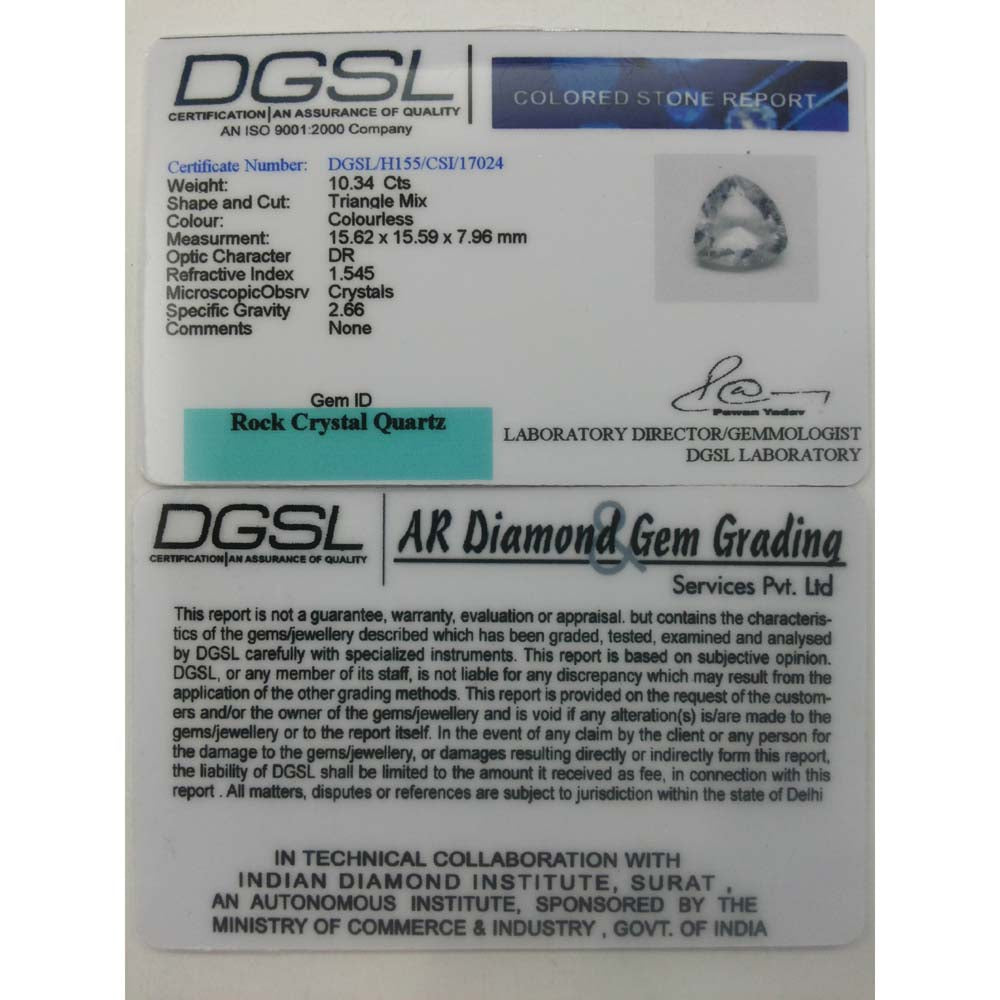 DGSL
CERTIFICATION|AN ASSURANCE OF QUALITY
AN ISO 9001:2000 Company
COLORED STONE REPORT
Certificate Number: DGSL/H155/CSI/17024
Weight: 10.34 Cts
Shape and Cut: Triangle Mix
Colour: Colourless
Measurment: 15.62 x 15.59 x 7.96 mm
Optic Character DR
Refractive Index 1.545
MicroscopicObsrv Crystals
Specific Gravity 2.66
Comments None
Gem ID
Rock Crystal Quartz
Pawan Yadav
LABORATORY DIRECTOR/GEMMOLOGIST
DGSL LABORATORY
DGSL
CERTIFICATION|AN ASSURANCE OF QUALITY
AR Diamond & Gem Grading
Services Pvt. Ltd
This report is not a guarantee, warranty, evaluation or appraisal. but contains the characteris-
tics of the gems/jewellery described which has been graded, tested, examined and analysed
by DGSL carefully with specialized instruments. This report is based on subjective opinion.
DGSL, or any member of its staff, is not liable for any discrepancy which may result from the
application of the other grading methods. This report is provided on the request of the custom-
ers and/or the owner of the gems/jewellery and is void if any alteration(s) is/are made to the
gems/jewellery or to the report itself. In the event of any claim by the client or any person for
the damage to the gems/jewellery, or damages resulting directly or indirectly form this report,
the liability of DGSL shall be limited to the amount it received as fee, in connection with this
report . All matters, disputes or references are subject to jurisdiction within the state of Delhi
IN TECHNICAL COLLABORATION WITH
INDIAN DIAMOND INSTITUTE, SURAT ,
AN AUTONOMOUS INSTITUTE, SPONSORED BY THE
MINISTRY OF COMMERCE & INDUSTRY , GOVT. OF INDIA